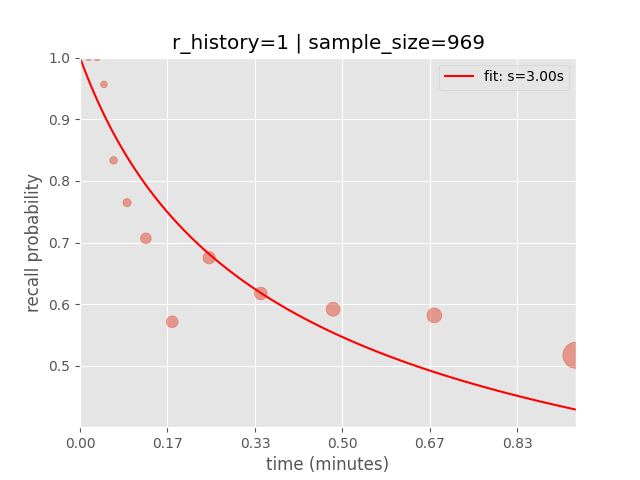 r_history=1 | sample_size=969
fit: s=3.00s
recall probability
1.0
0.9
0.8
0.7
0.6
0.5
0.00 0.17 0.33 0.50 0.67 0.83
time (minutes)